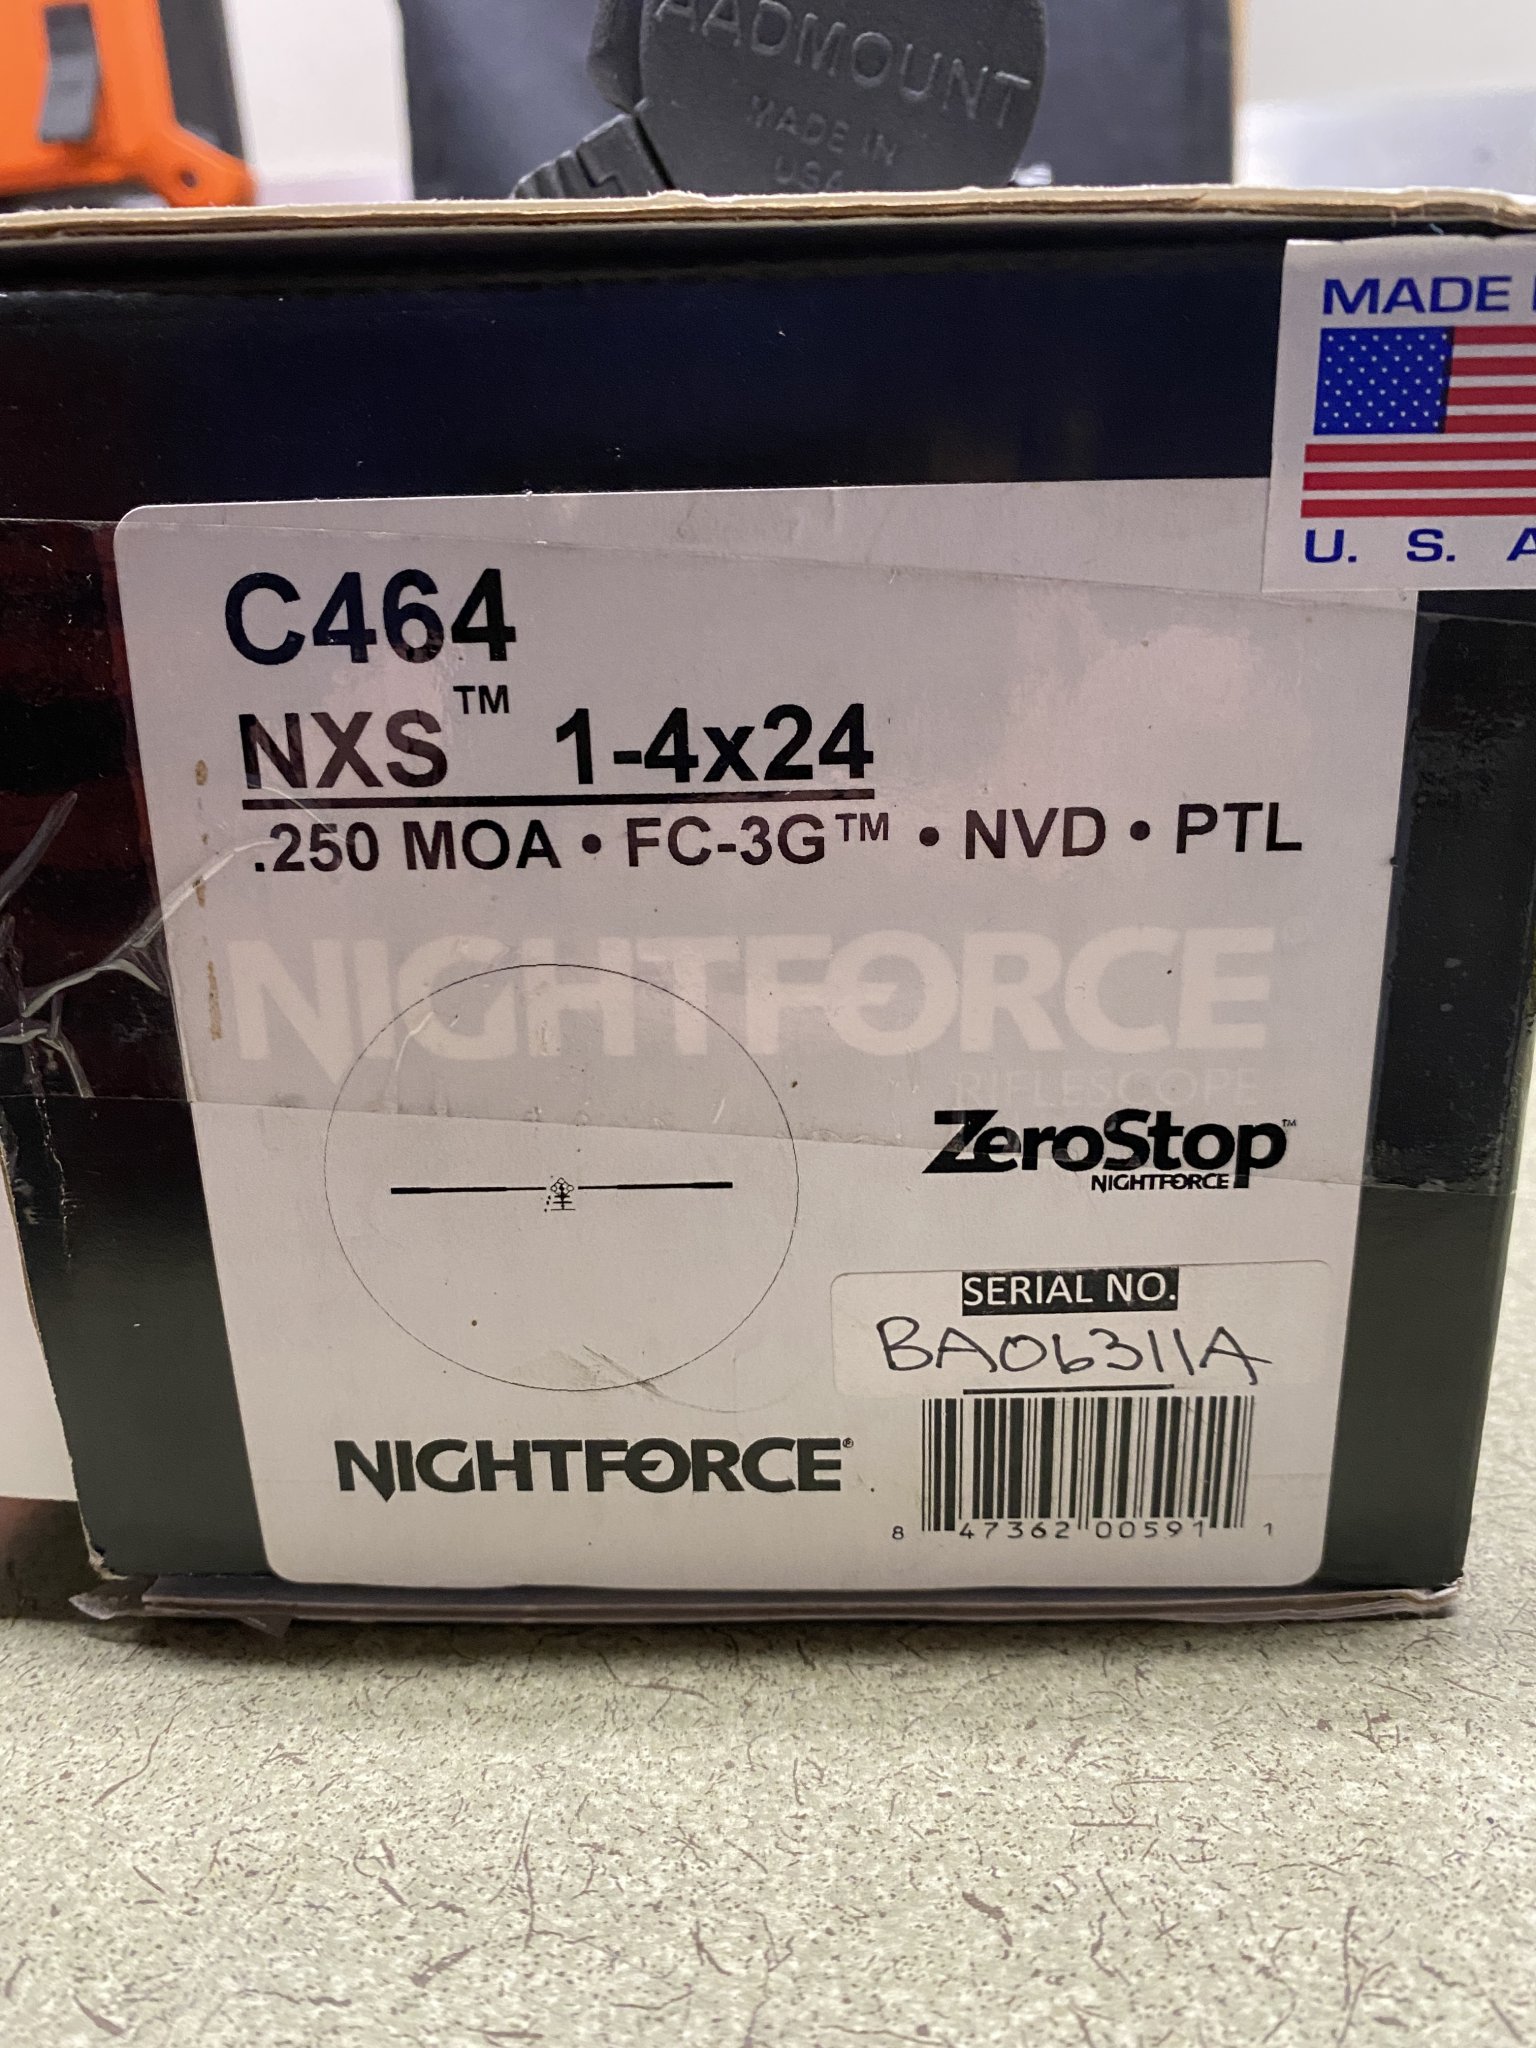 AADMOUNT
MADE IN
USA
MADE
U. S. A
C464
NXS™ 1-4x24
.250 MOA • FC-3G™ • NVD • PTL
NIGHTFORCE
RIFLESCOPE
ZeroStop™
NIGHTFORCE
SERIAL NO.
BA06311A
NIGHTFORCE®
8 47362 00591 1